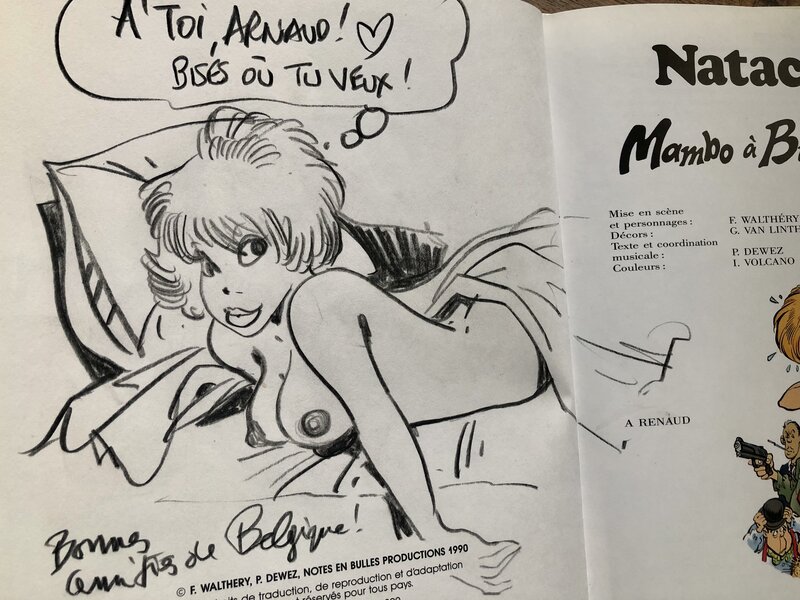 A' TOI, ARNAUD! ♡
BISES OÙ TU VEUX!
Bonnes
amitiés de Belgique!
© F. WALTHERY, P. DEWEZ, NOTES EN BULLES PRODUCTIONS 1990
its de traduction, de reproduction et d'adaptation
réservés pour tous pays.
Natac
Mambo à B
Mise en scène
et personnages: F. WALTHÉRY
Décors: G. VAN LINTH
Texte et coordination
musicale: P. DEWEZ
Couleurs: I. VOLCANO
A RENAUD